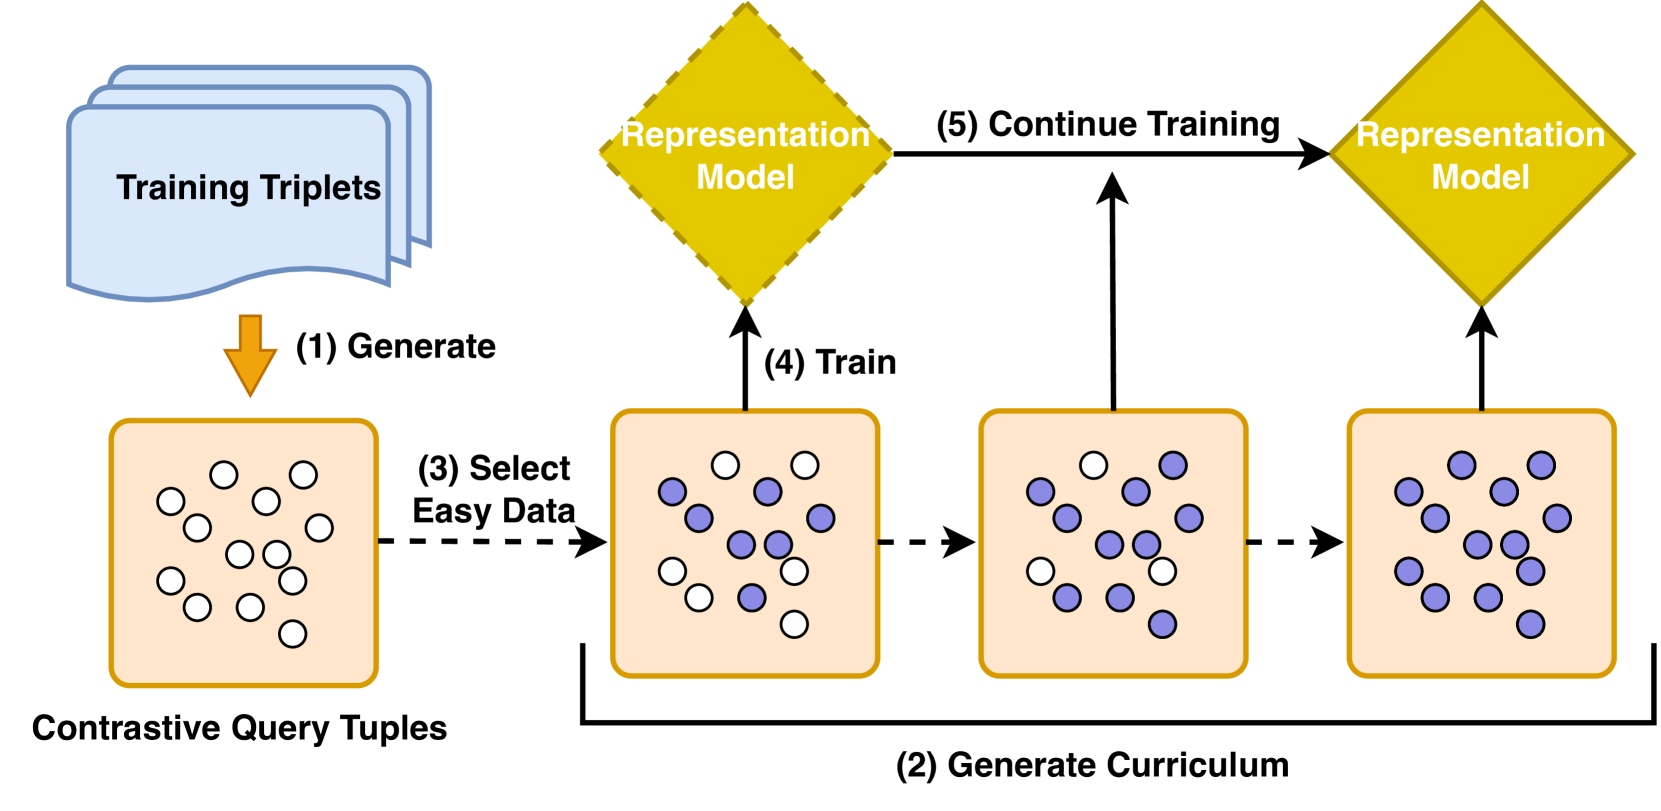 Training Triplets
(1) Generate
Contrastive Query Tuples
(3) Select
Easy Data
Representation
Model
(4) Train
(5) Continue Training
Representation
Model
(2) Generate Curriculum